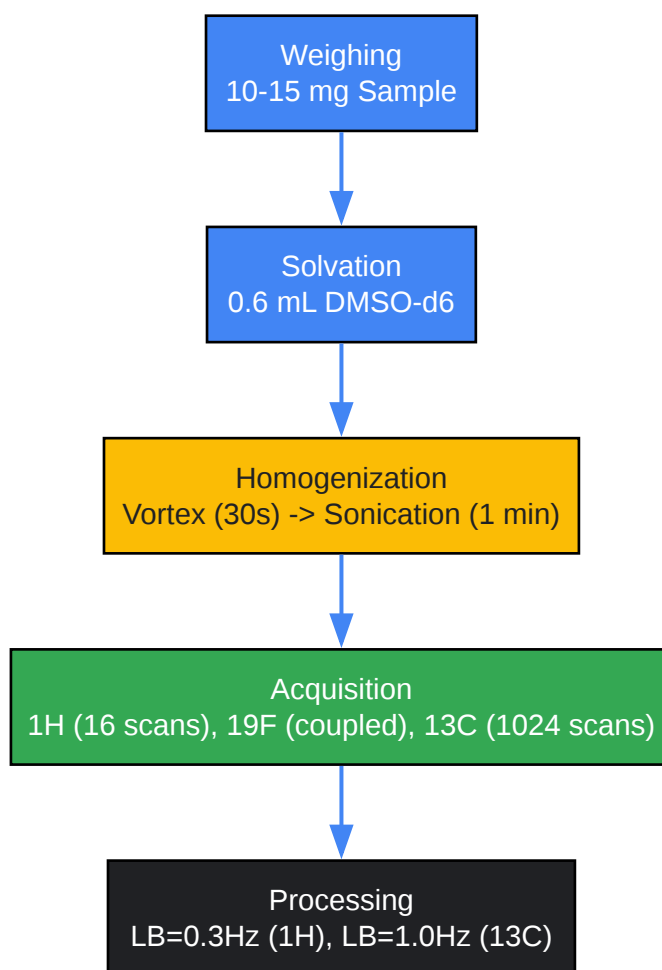 Weighing
10-15 mg Sample
Solvation
0.6 mL DMSO-d6
Homogenization
Vortex (30s) -> Sonication (1 min)
Acquisition
1H (16 scans), 19F (coupled), 13C (1024 scans)
Processing
LB=0.3Hz (1H), LB=1.0Hz (13C)